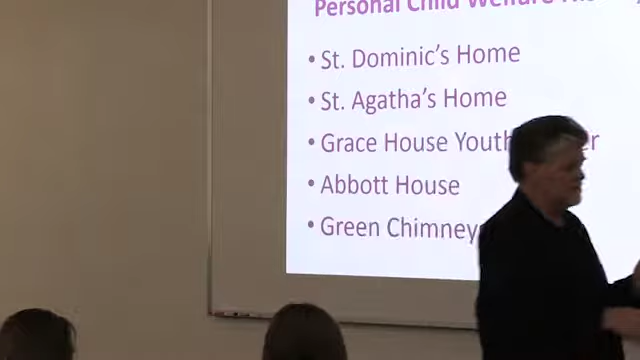 Personal Child Welfare
• St. Dominic's Home
• St. Agatha's Home
• Grace House Youth
• Abbott House
• Green Chimney